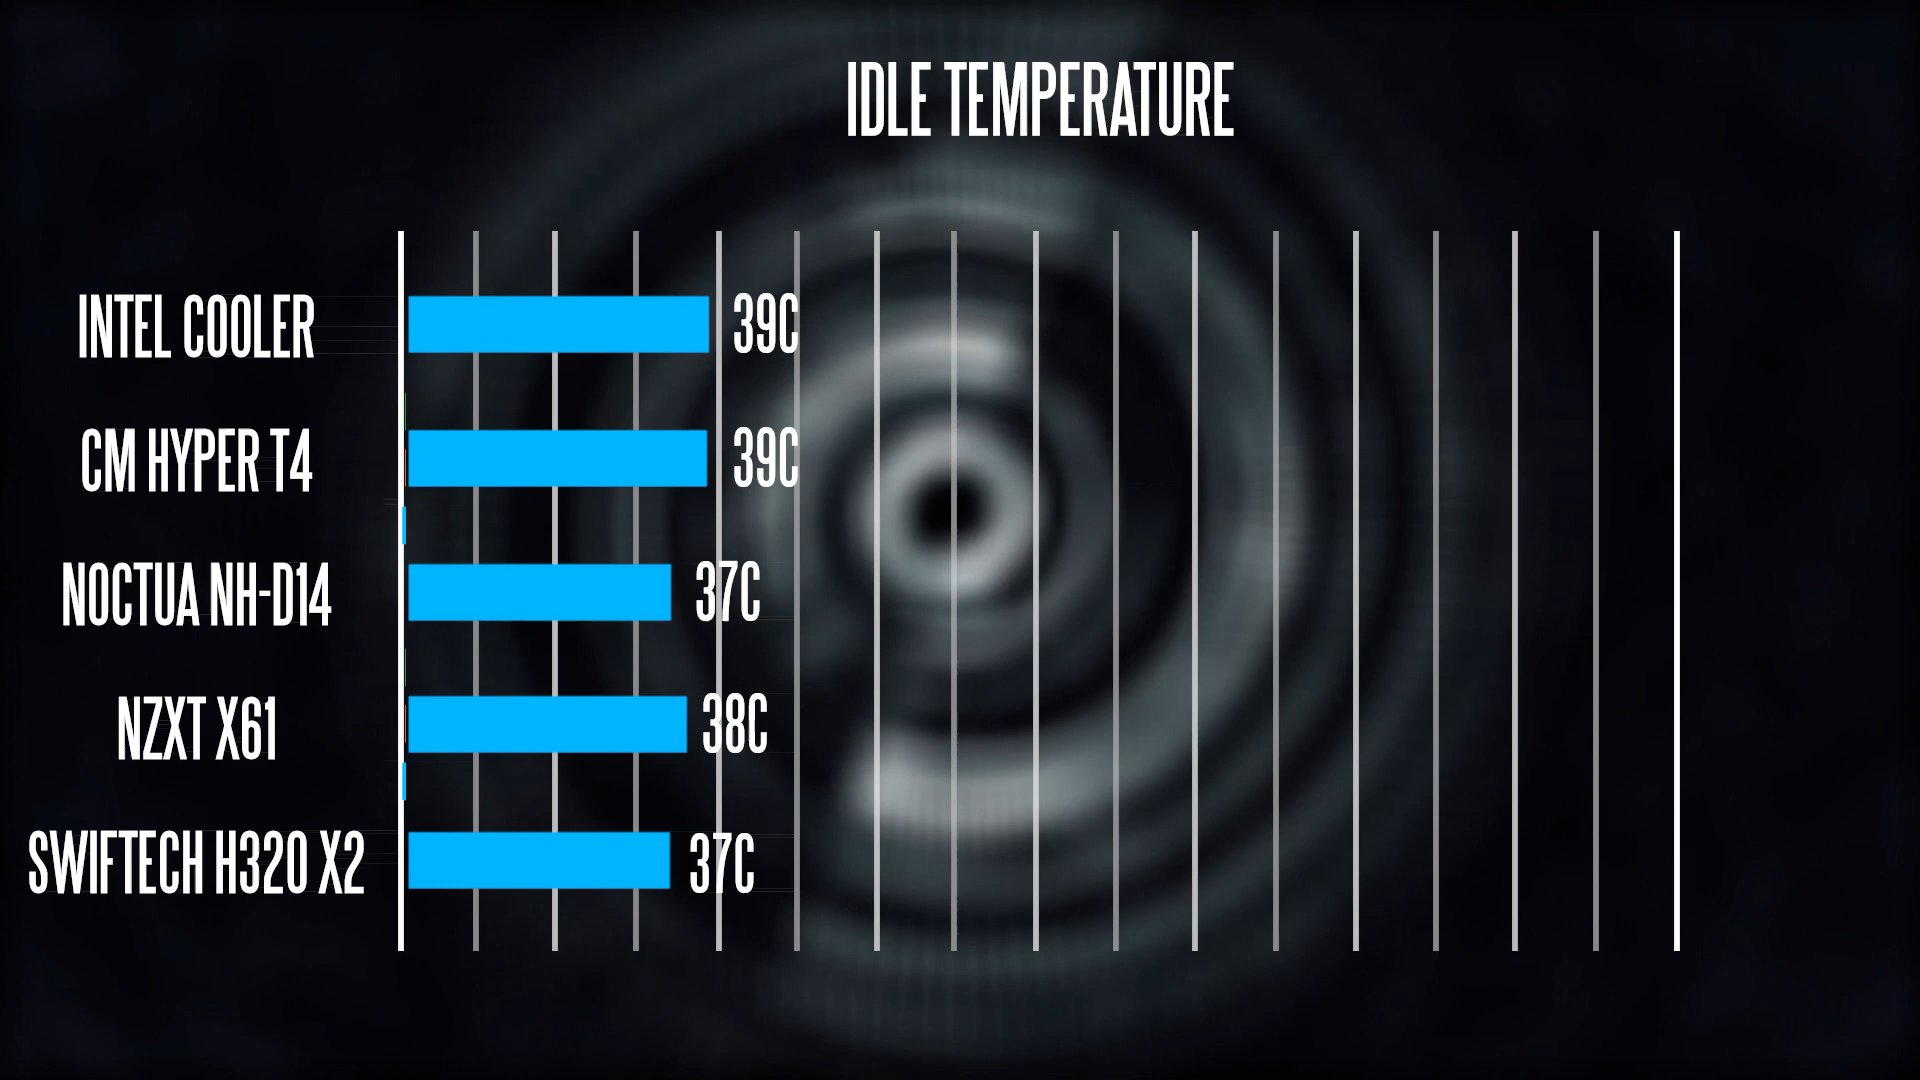 IDLE TEMPERATURE
INTEL COOLER 39C
CM HYPER T4 39C
NOCTUA NH-D14 37C
NZXT X61 38C
SWIFTECH H320 X2 37C